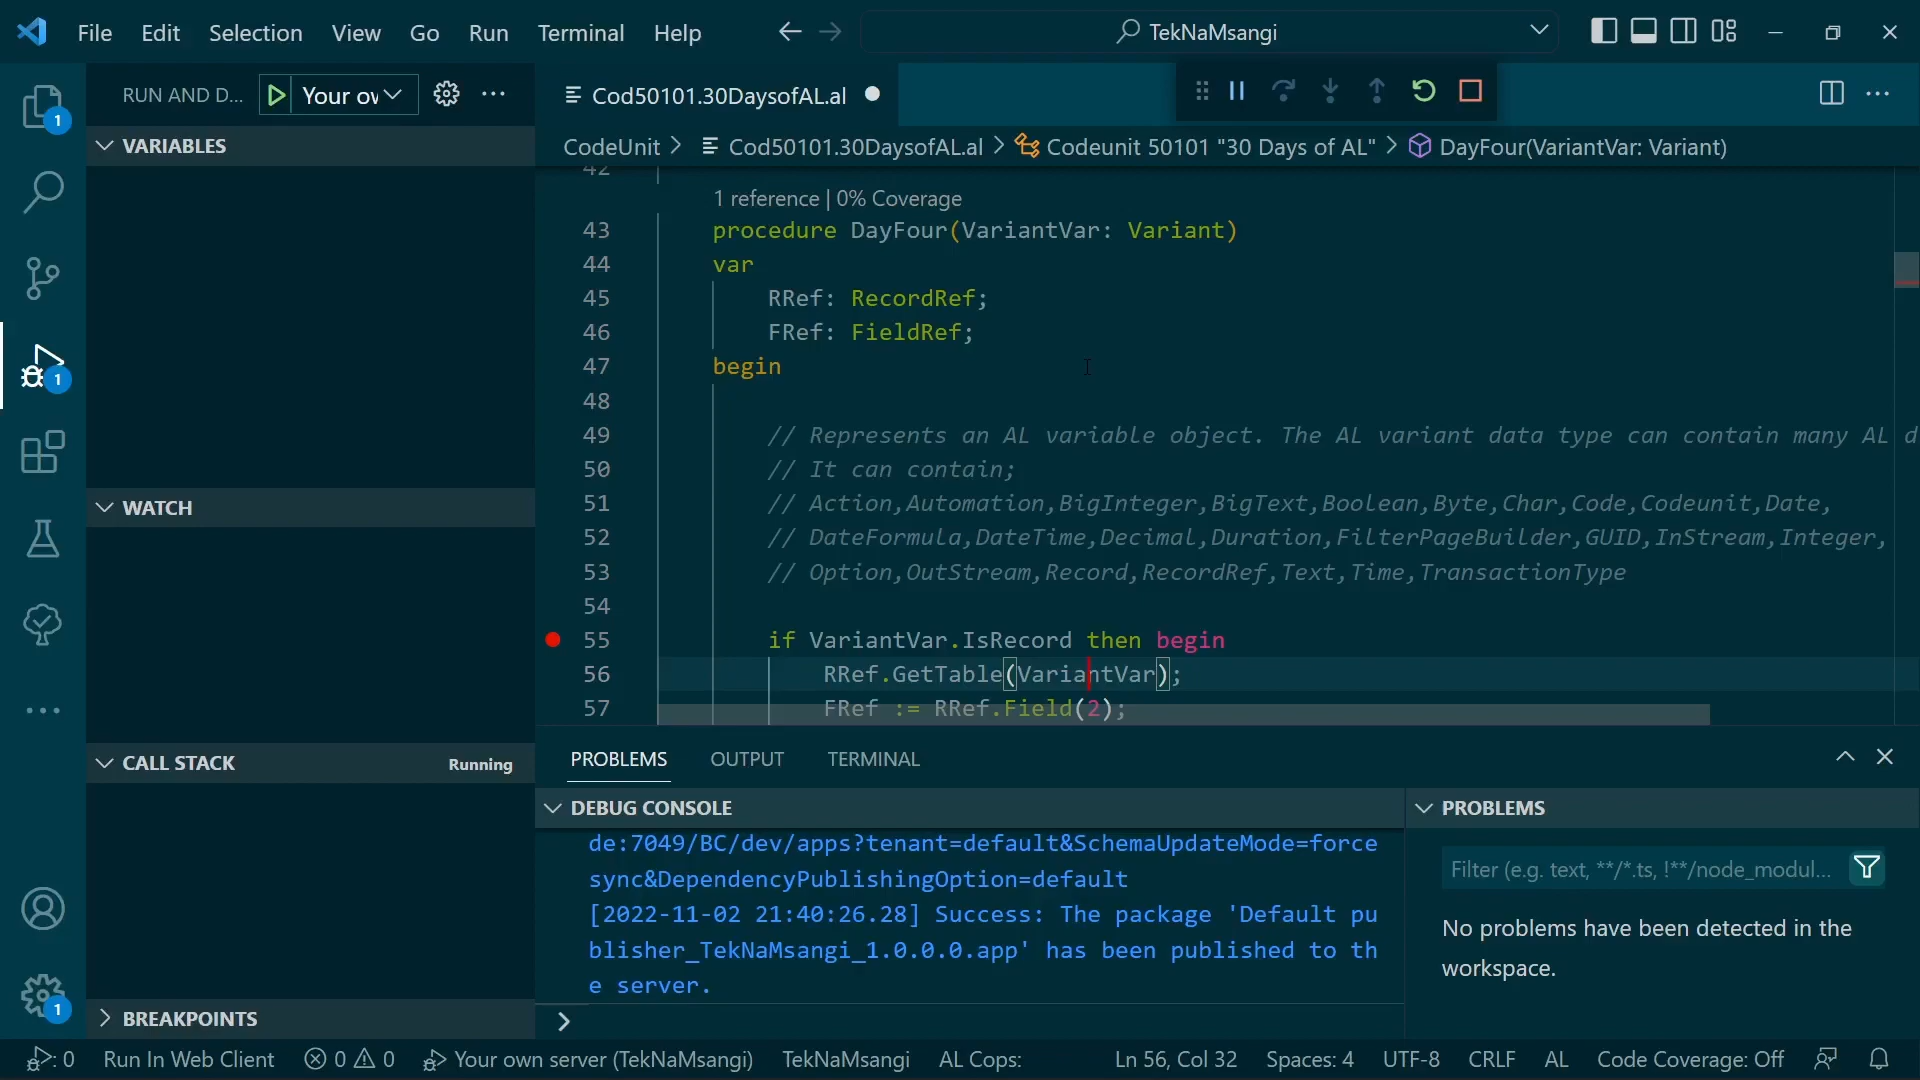 File Edit Selection View Go Run Terminal Help TekNaMsangi
RUN AND D... Your ov
Cod50101.30DaysofAL.al
CodeUnit > Cod50101.30DaysofAL.al > Codeunit 50101 "30 Days of AL" > DayFour(VariantVar: Variant)
VARIABLES
WATCH
CALL STACK Running
BREAKPOINTS
1
1
1
42
1 reference | 0% Coverage
43 procedure DayFour(VariantVar: Variant)
44 var
45 RRef: RecordRef;
46 FRef: FieldRef;
47 begin
48
49 // Represents an AL variable object. The AL variant data type can contain many AL d
50 // It can contain;
51 // Action,Automation,BigInteger,BigText,Boolean,Byte,Char,Code,Codeunit,Date,
52 // DateFormula,DateTime,Decimal,Duration,FilterPageBuilder,GUID,InStream,Integer,
53 // Option,OutStream,Record,RecordRef,Text,Time,TransactionType
54
55 if VariantVar.IsRecord then begin
56 RRef.GetTable(VariantVar);
57 FRef := RRef.Field(2);
PROBLEMS OUTPUT TERMINAL
DEBUG CONSOLE
de:7049/BC/dev/apps?tenant=default&SchemaUpdateMode=force
sync&DependencyPublishingOption=default
[2022-11-02 21:40:26.28] Success: The package 'Default pu
blisher_TekNaMsangi_1.0.0.0.app' has been published to th
e server.
PROBLEMS
Filter (e.g. text, **/*.ts, !**/node_modul...
No problems have been detected in the
workspace.
: 0 Run In Web Client 0 0 Your own server (TekNaMsangi) TekNaMsangi AL Cops: Ln 56, Col 32 Spaces: 4 UTF-8 CRLF AL Code Coverage: Off